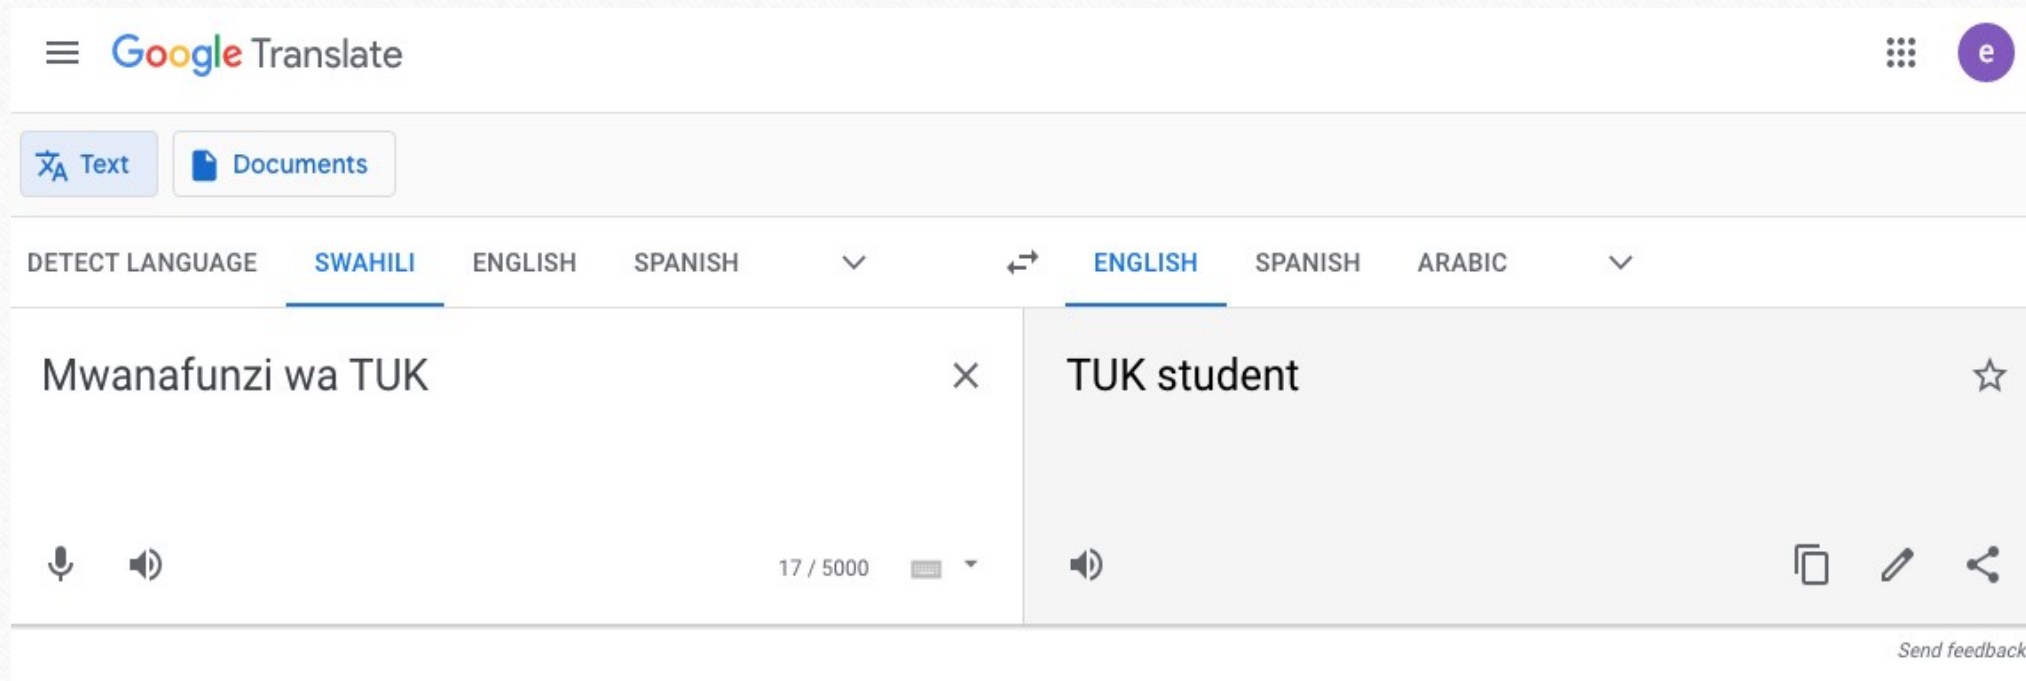 Google Translate
e
Text Documents
DETECT LANGUAGE SWAHILI ENGLISH SPANISH ENGLISH SPANISH ARABIC
Mwanafunzi wa TUK
TUK student
17 / 5000
Send feedback